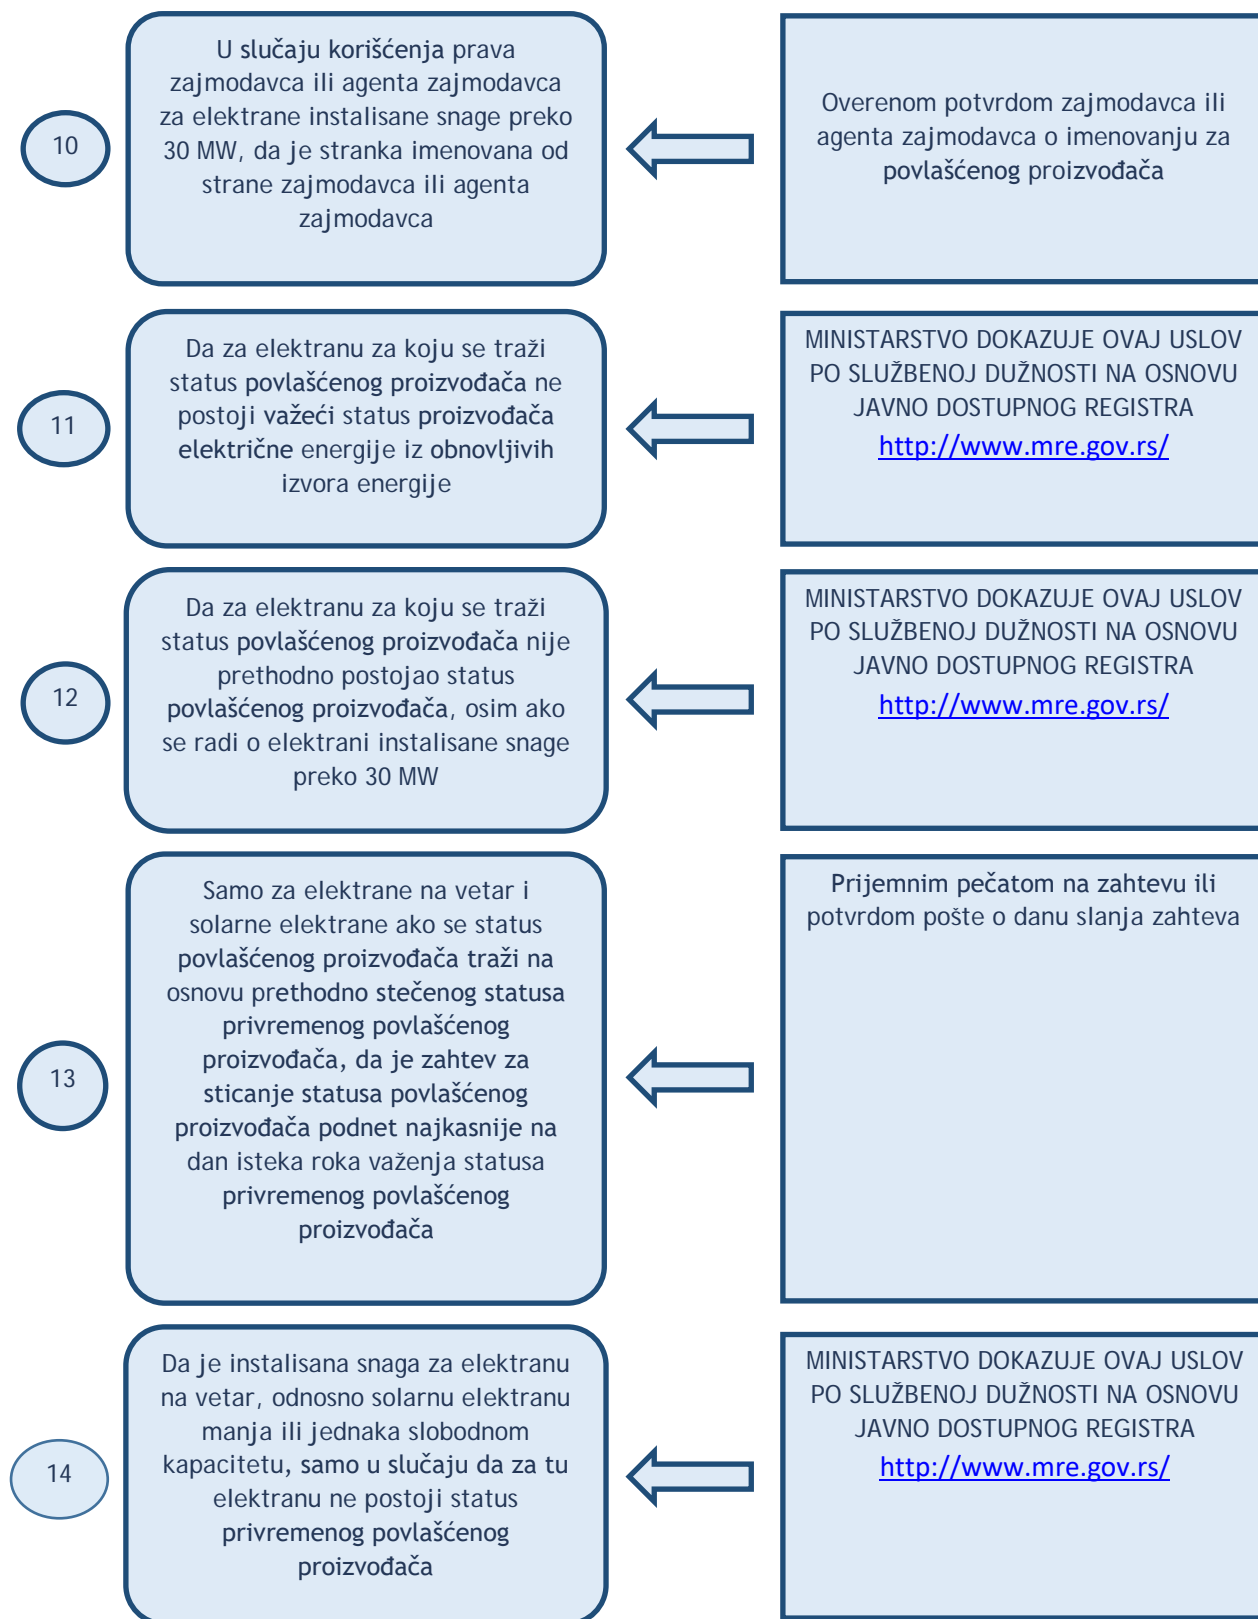 10
U slučaju korišćenja prava
zajmodavca ili agenta zajmodavca
za elektrane instalisane snage preko
30 MW, da je stranka imenovana od
strane zajmodavca ili agenta
zajmodavca
Overenom potvrdom zajmodavca ili
agenta zajmodavca o imenovanju za
povlašćenog proizvođača
11
Da za elektranu za koju se traži
status povlašćenog proizvođača ne
postoji važeći status proizvođača
električne energije iz obnovljivih
izvora energije
MINISTARSTVO DOKAZUJE OVAJ USLOV
PO SLUŽBENOJ DUŽNOSTI NA OSNOVU
JAVNO DOSTUPNOG REGISTRA
http://www.mre.gov.rs/
12
Da za elektranu za koju se traži
status povlašćenog proizvođača nije
prethodno postojao status
povlašćenog proizvođača, osim ako
se radi o elektrani instalisane snage
preko 30 MW
MINISTARSTVO DOKAZUJE OVAJ USLOV
PO SLUŽBENOJ DUŽNOSTI NA OSNOVU
JAVNO DOSTUPNOG REGISTRA
http://www.mre.gov.rs/
13
Samo za elektrane na vetar i
solarne elektrane ako se status
povlašćenog proizvođača traži na
osnovu prethodno stečenog statusa
privremenog povlašćenog
proizvođača, da je zahtev za
sticanje statusa povlašćenog
proizvođača podnet najkasnije na
dan isteka roka važenja statusa
privremenog povlašćenog
proizvođača
Prijemnim pečatom na zahtevu ili
potvrdom pošte o danu slanja zahteva
14
Da je instalisana snaga za elektranu
na vetar, odnosno solarnu elektranu
manja ili jednaka slobodnom
kapacitetu, samo u slučaju da za tu
elektranu ne postoji status
privremenog povlašćenog
proizvođača
MINISTARSTVO DOKAZUJE OVAJ USLOV
PO SLUŽBENOJ DUŽNOSTI NA OSNOVU
JAVNO DOSTUPNOG REGISTRA
http://www.mre.gov.rs/